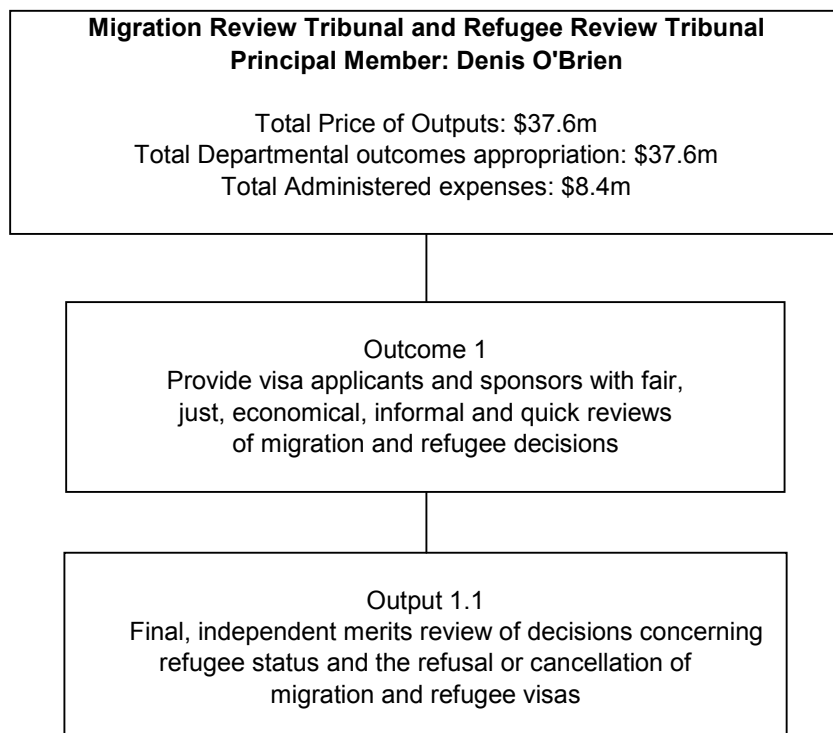 Migration Review Tribunal and Refugee Review Tribunal
Principal Member: Denis O'Brien
Total Price of Outputs: $37.6m
Total Departmental outcomes appropriation: $37.6m
Total Administered expenses: $8.4m
Outcome 1
Provide visa applicants and sponsors with fair,
just, economical, informal and quick reviews
of migration and refugee decisions
Output 1.1
Final, independent merits review of decisions concerning
refugee status and the refusal or cancellation of
migration and refugee visas